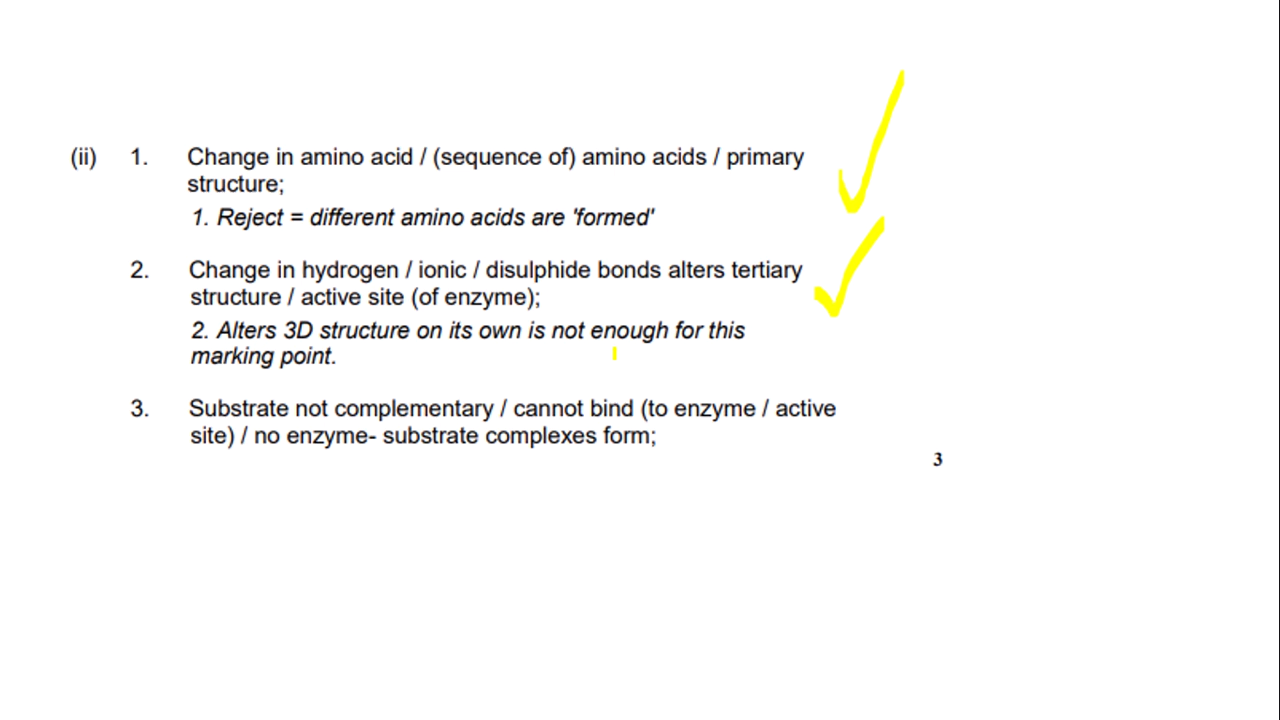 (ii) 1. Change in amino acid / (sequence of) amino acids / primary
structure;
1. Reject = different amino acids are 'formed'
2. Change in hydrogen / ionic / disulphide bonds alters tertiary
structure / active site (of enzyme);
2. Alters 3D structure on its own is not enough for this
marking point.
3. Substrate not complementary / cannot bind (to enzyme / active
site) / no enzyme- substrate complexes form;
3